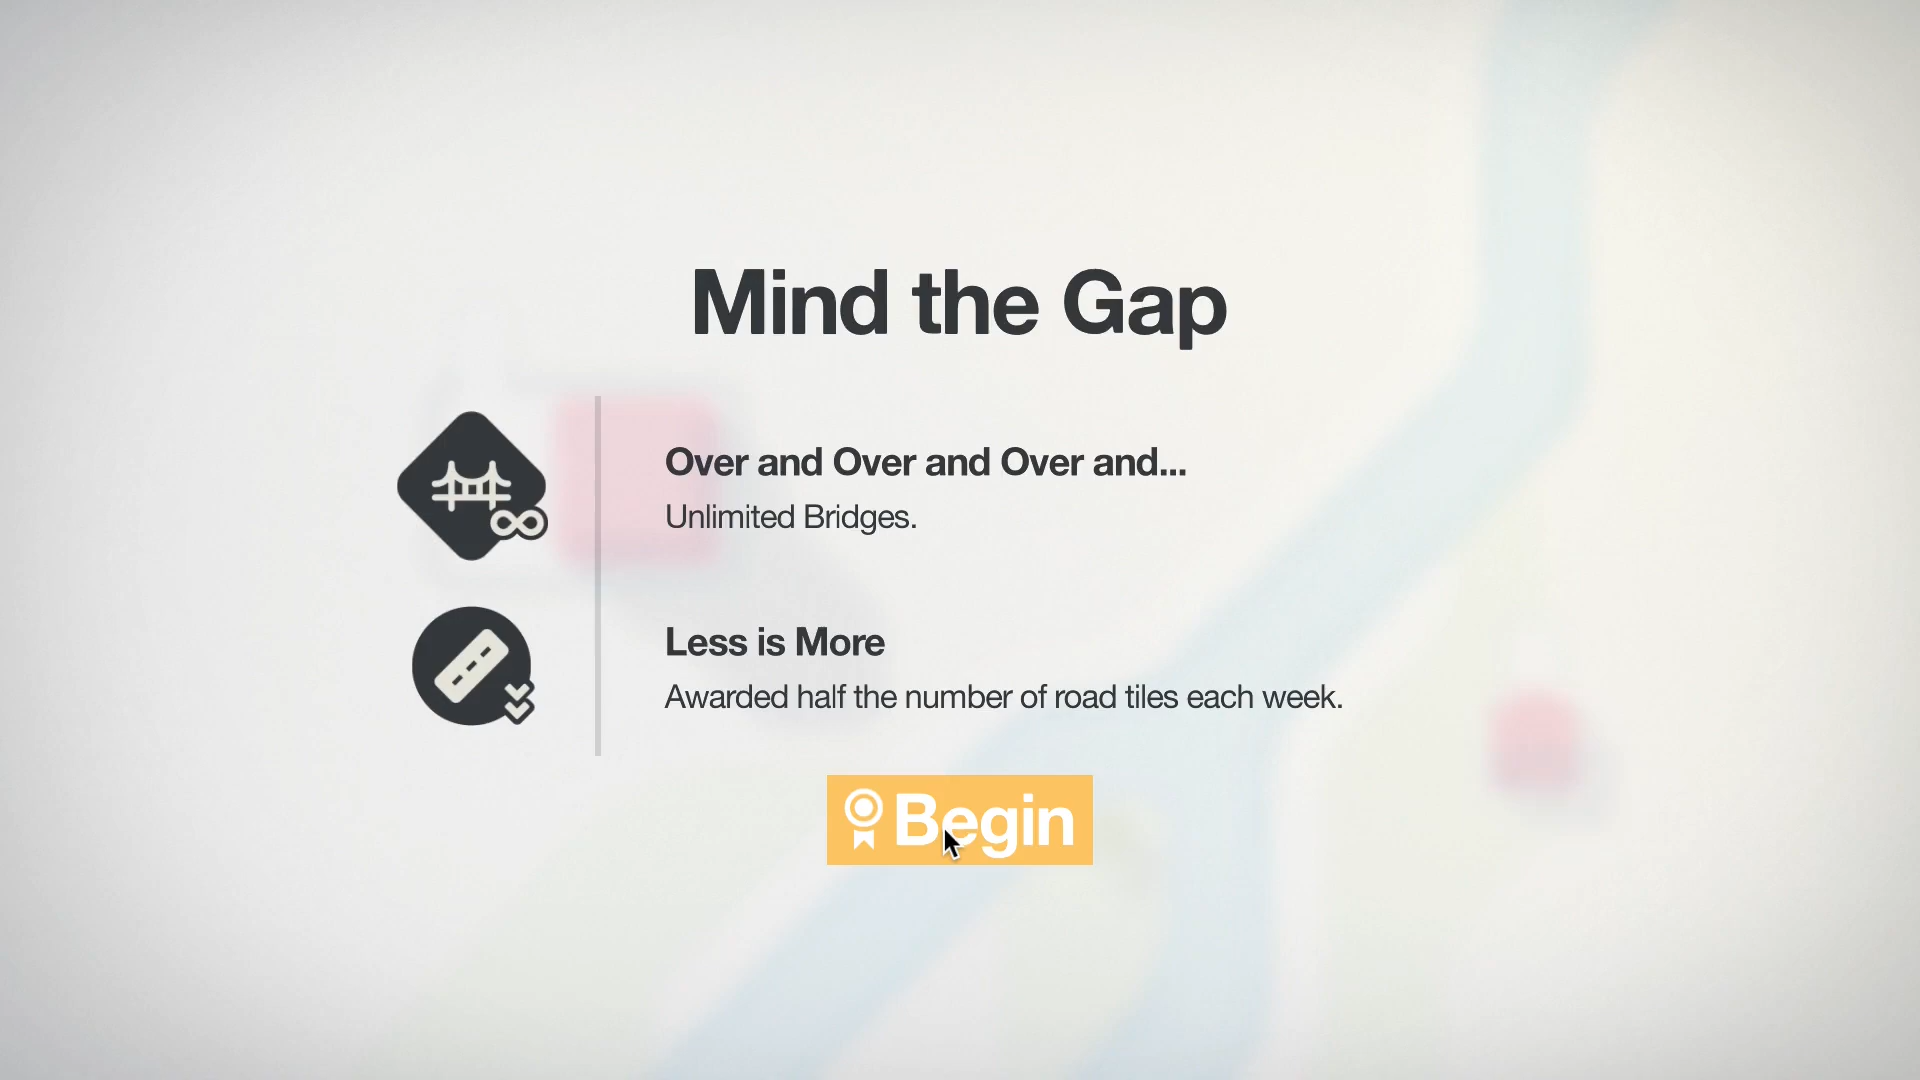 Mind the Gap
Over and Over and Over and...
Unlimited Bridges.
Less is More
Awarded half the number of road tiles each week.
Begin